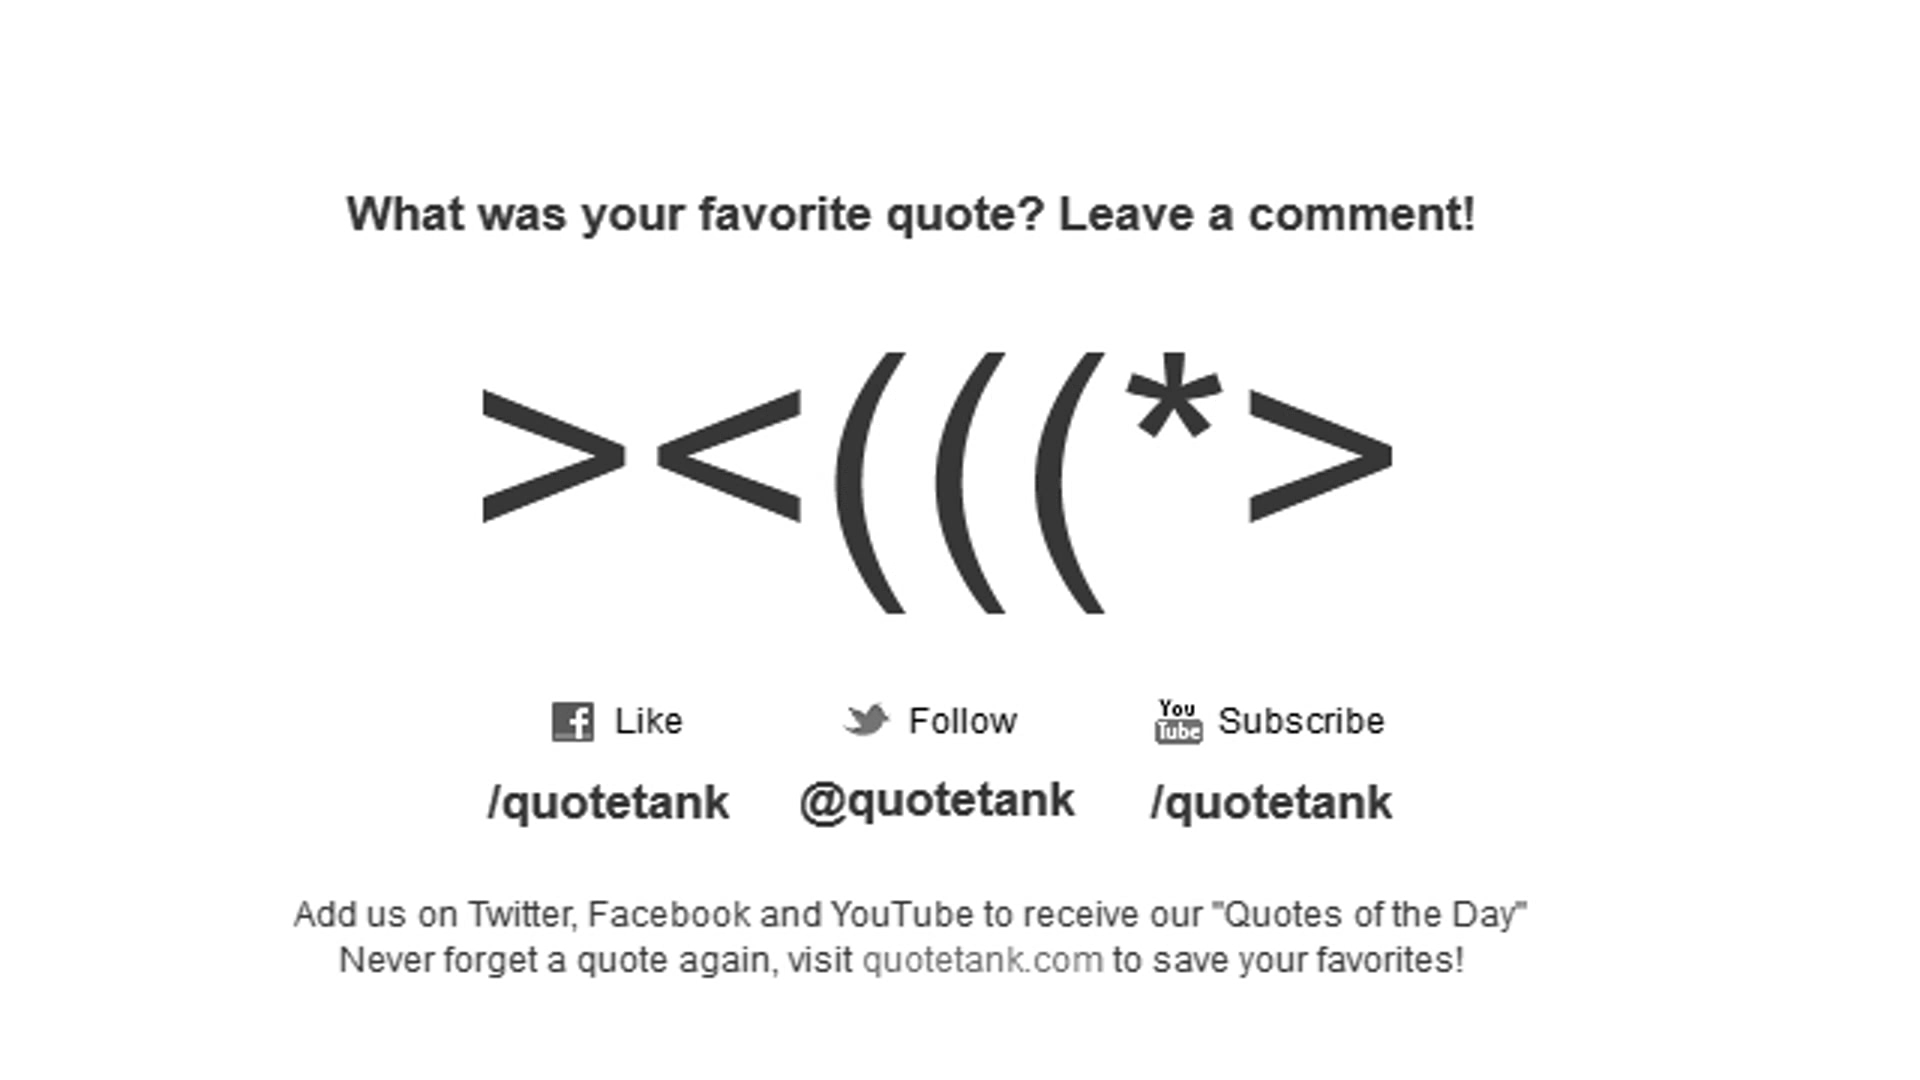 What was your favorite quote? Leave a comment!
><(((*>
f Like Follow You Tube Subscribe
/quotetank @quotetank /quotetank
Add us on Twitter, Facebook and YouTube to receive our "Quotes of the Day"
Never forget a quote again, visit quotetank.com to save your favorites!